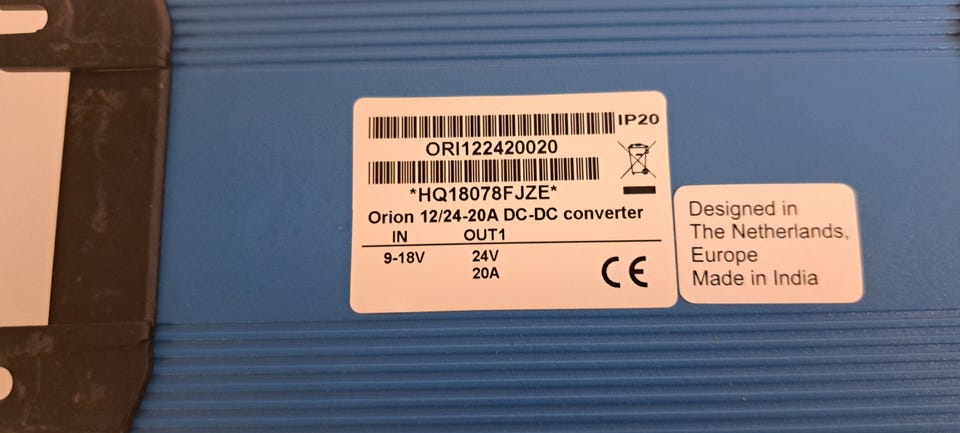 IP20
ORI122420020
*HQ18078FJZE*
Orion 12/24-20A DC-DC converter
IN OUT1
9-18V 24V
20A
CE
Designed in
The Netherlands,
Europe
Made in India